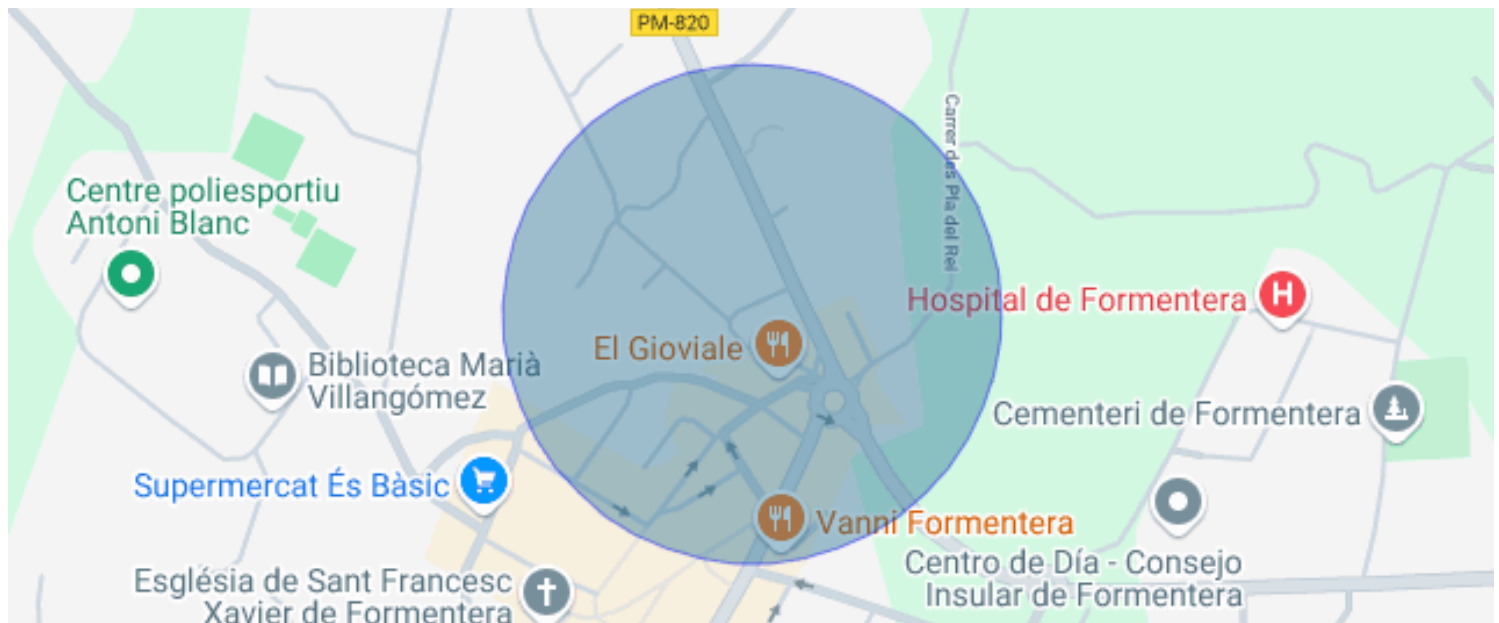 PM-820
Carrer des Pla del Rei
Centre poliesportiu
Antoni Blanc
Hospital de Formentera
H
El Gioviale
Biblioteca Marià
Villangómez
Cementeri de Formentera
Supermercat És Bàsic
Vanni Formentera
Centro de Día - Consejo
Insular de Formentera
Església de Sant Francesc
Xavier de Formentera